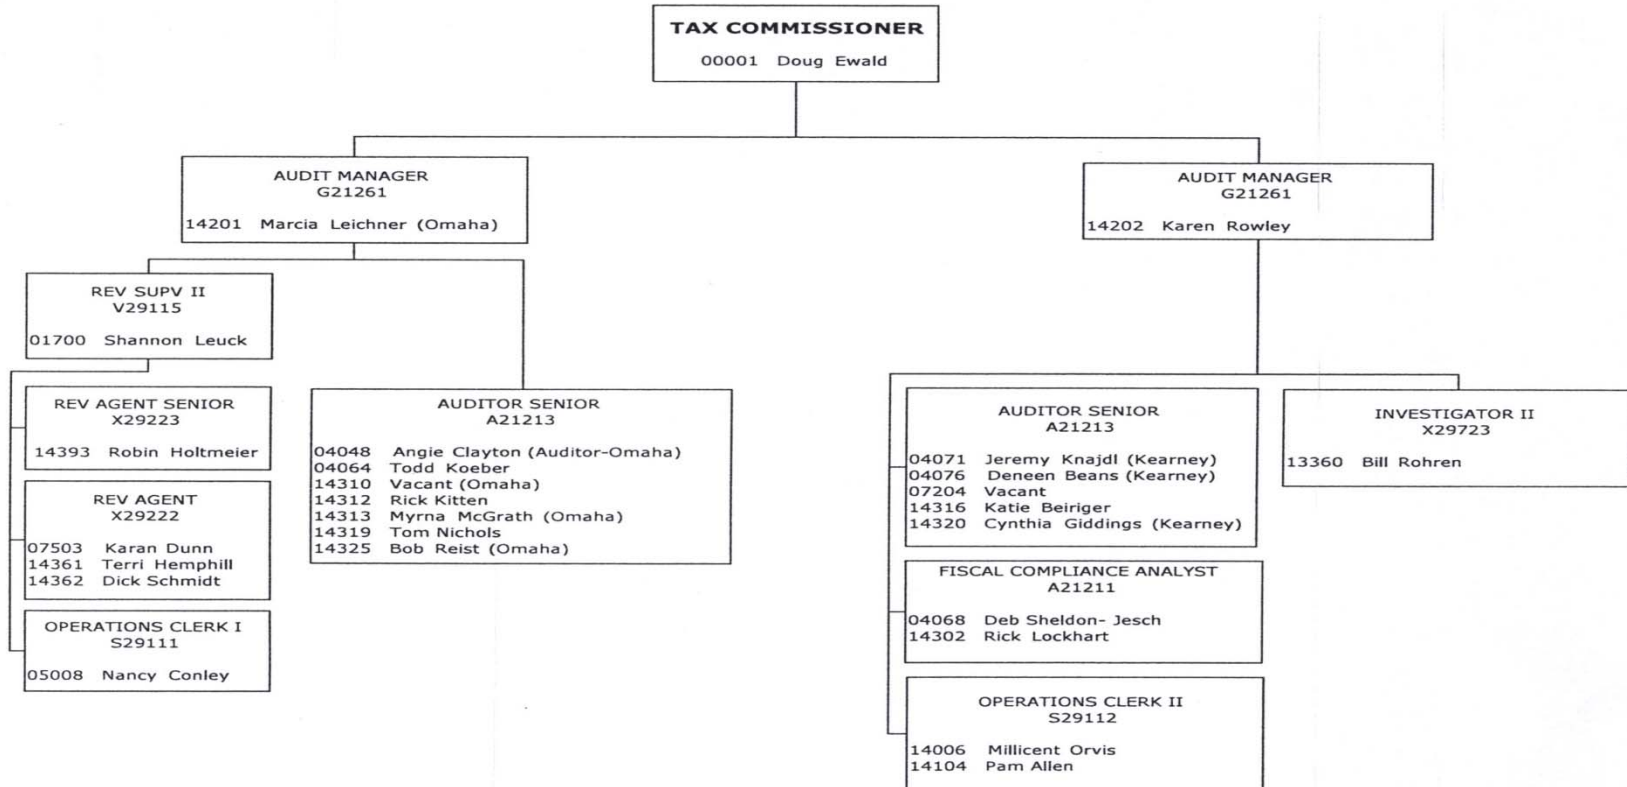 TAX COMMISSIONER
00001 Doug Ewald
AUDIT MANAGER
G21261
14201 Marcia Leichner (Omaha)
AUDIT MANAGER
G21261
14202 Karen Rowley
REV SUPV II
V29115
01700 Shannon Leuck
REV AGENT SENIOR
X29223
14393 Robin Holtmeier
REV AGENT
X29222
07503 Karan Dunn
14361 Terri Hemphill
14362 Dick Schmidt
OPERATIONS CLERK I
S29111
05008 Nancy Conley
AUDITOR SENIOR
A21213
04048 Angie Clayton (Auditor-Omaha)
04064 Todd Koeber
14310 Vacant (Omaha)
14312 Rick Kitten
14313 Myrna McGrath (Omaha)
14319 Tom Nichols
14325 Bob Reist (Omaha)
AUDITOR SENIOR
A21213
04071 Jeremy Knajdl (Kearney)
04076 Deneen Beans (Kearney)
07204 Vacant
14316 Katie Beiriger
14320 Cynthia Giddings (Kearney)
FISCAL COMPLIANCE ANALYST
A21211
04068 Deb Sheldon- Jesch
14302 Rick Lockhart
OPERATIONS CLERK II
S29112
14006 Millicent Orvis
14104 Pam Allen
INVESTIGATOR II
X29723
13360 Bill Rohren